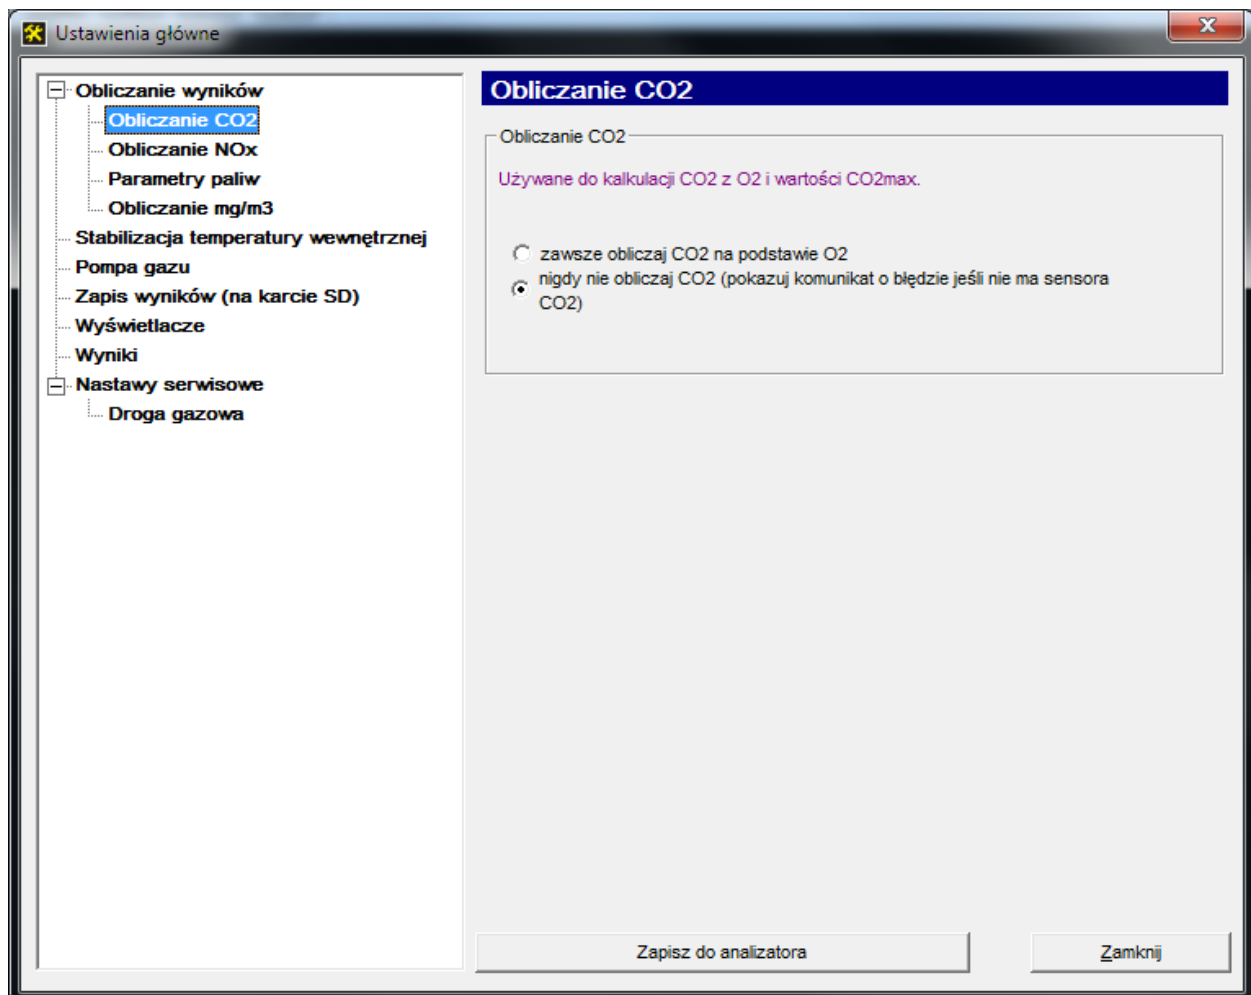 Ustawienia główne
Obliczanie wyników
Obliczanie CO2
Obliczanie NOx
Parametry paliw
Obliczanie mg/m3
Stabilizacja temperatury wewnętrznej
Pompa gazu
Zapis wyników (na karcie SD)
Wyświetlacze
Wyniki
Nastawy serwisowe
Droga gazowa
Obliczanie CO2
Obliczanie CO2
Używane do kalkulacji CO2 z O2 i wartości CO2max.
zawsze obliczaj CO2 na podstawie O2
nigdy nie obliczaj CO2 (pokazuj komunikat o błędzie jeśli nie ma sensora
CO2)
Zapisz do analizatora
Zamknij